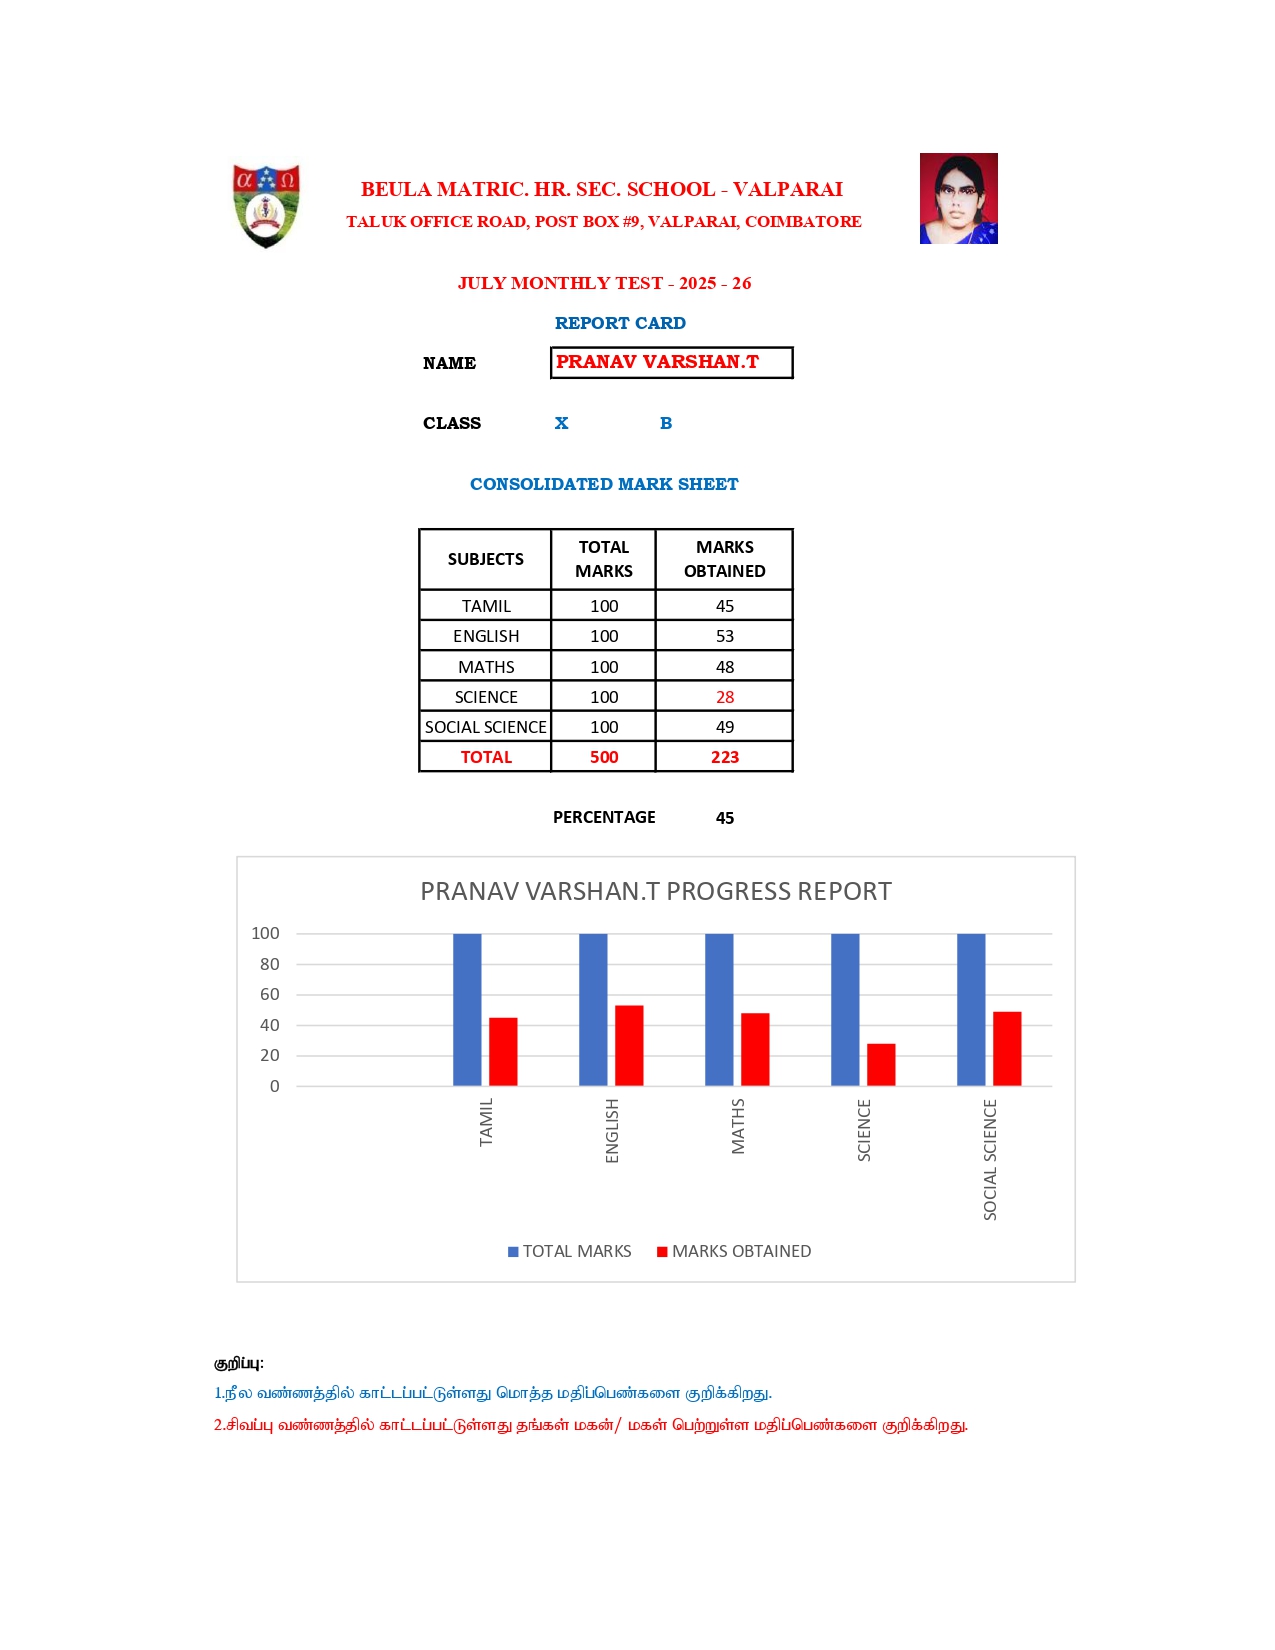 α Ω
BEULA MATRIC. HR. SEC. SCHOOL - VALPARAI
TALUK OFFICE ROAD, POST BOX #9, VALPARAI, COIMBATORE
JULY MONTHLY TEST - 2025 - 26
REPORT CARD
NAME PRANAV VARSHAN.T
CLASS X B
CONSOLIDATED MARK SHEET
SUBJECTS TOTAL MARKS MARKS OBTAINED
TAMIL 100 45
ENGLISH 100 53
MATHS 100 48
SCIENCE 100 28
SOCIAL SCIENCE 100 49
TOTAL 500 223
PERCENTAGE 45
PRANAV VARSHAN.T PROGRESS REPORT
100
80
60
40
20
0
TAMIL ENGLISH MATHS SCIENCE SOCIAL SCIENCE
TOTAL MARKS MARKS OBTAINED
குறிப்பு:
1.நீல வண்ணத்தில் காட்டப்பட்டுள்ளது மொத்த மதிப்பெண்களை குறிக்கிறது.
2.சிவப்பு வண்ணத்தில் காட்டப்பட்டுள்ளது தங்கள் மகன்/ மகள் பெற்றுள்ள மதிப்பெண்களை குறிக்கிறது.